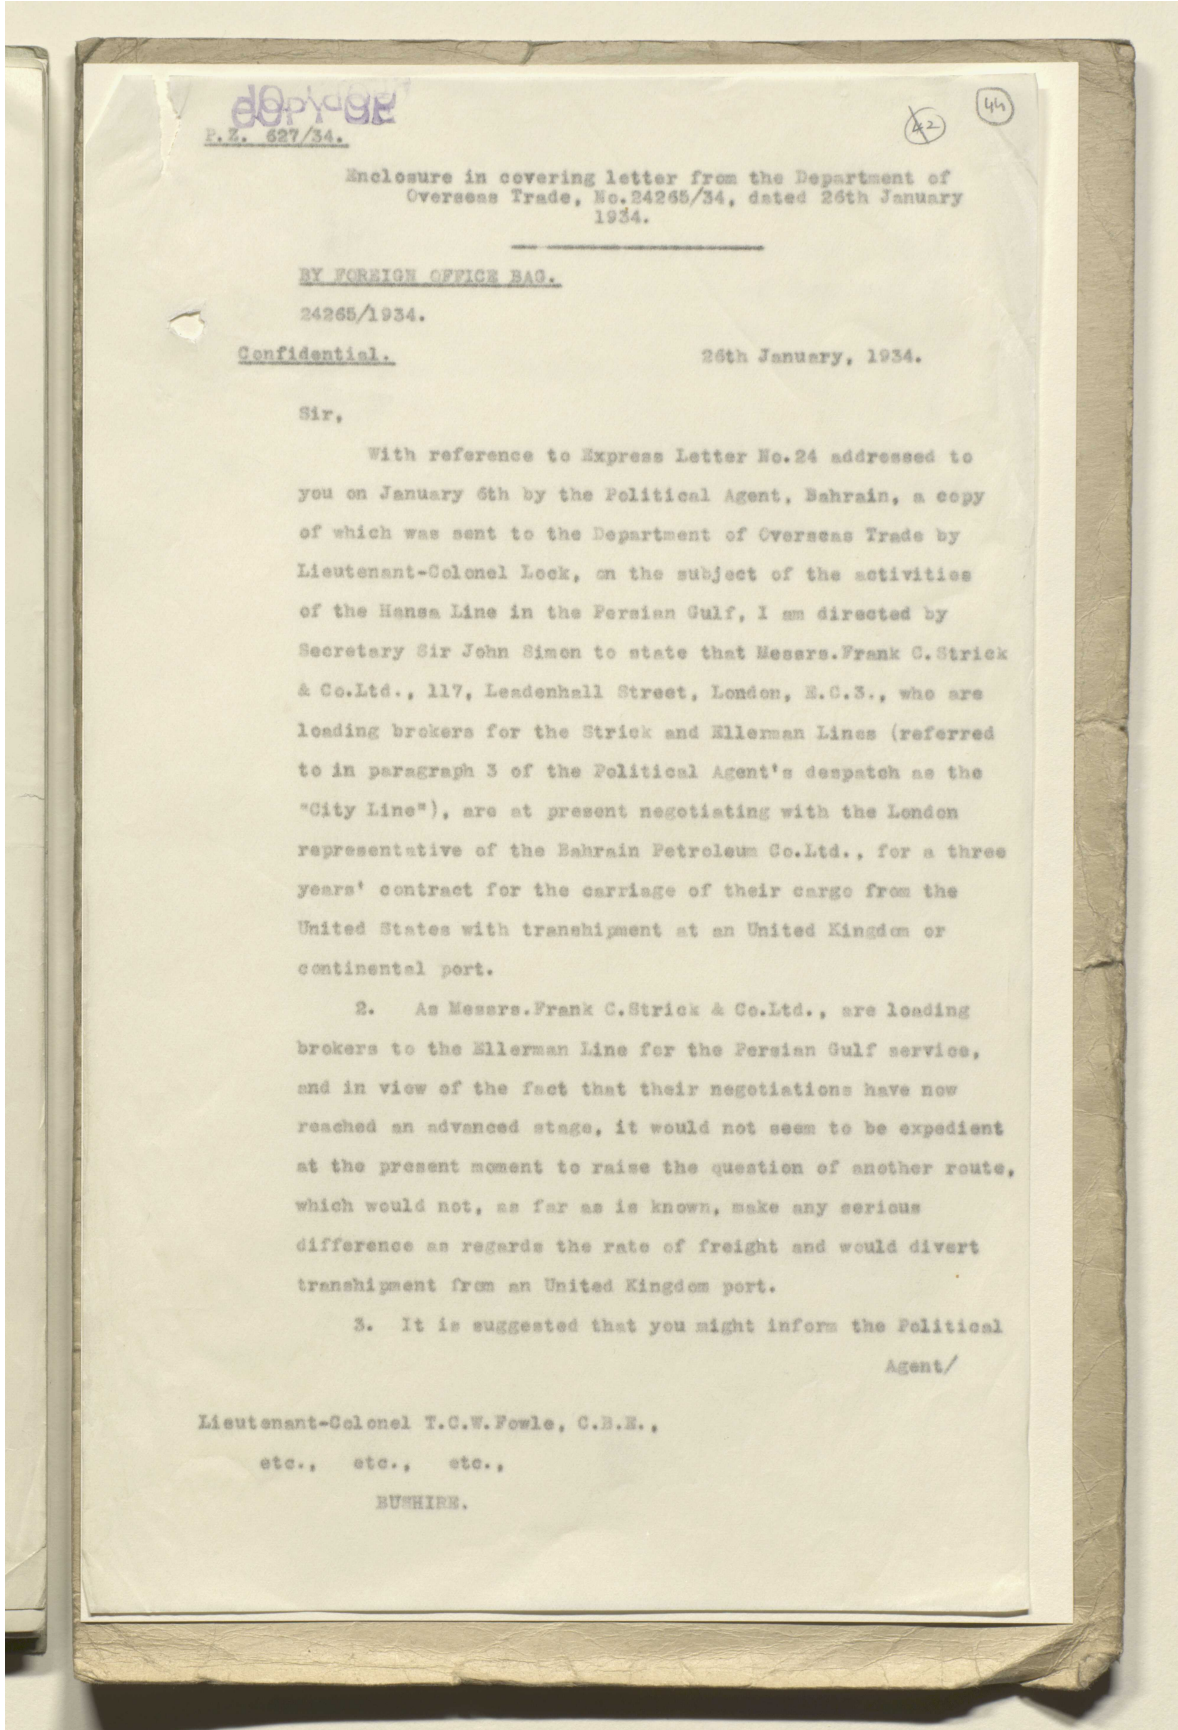 COPY OF
P.Z. 627/34.
42
44
Enclosure in covering letter from the Department of
Overseas Trade, No.24265/34, dated 26th January
1934.
BY FOREIGN OFFICE BAG.
24265/1934.
Confidential.
26th January, 1934.
Sir,
With reference to Express Letter No.24 addressed to
you on January 6th by the Political Agent, Bahrain, a copy
of which was sent to the Department of Overseas Trade by
Lieutenant-Colonel Lock, on the subject of the activities
of the Hansa Line in the Persian Gulf, I am directed by
Secretary Sir John Simon to state that Messrs.Frank C.Strick
& Co.Ltd., 117, Leadenhall Street, London, E.C.3., who are
loading brokers for the Strick and Ellerman Lines (referred
to in paragraph 3 of the Political Agent's despatch as the
"City Line"), are at present negotiating with the London
representative of the Bahrain Petroleum Co.Ltd., for a three
years' contract for the carriage of their cargo from the
United States with transhipment at an United Kingdom or
continental port.
2. As Messrs.Frank C.Strick & Co.Ltd., are loading
brokers to the Ellerman Line for the Persian Gulf service,
and in view of the fact that their negotiations have now
reached an advanced stage, it would not seem to be expedient
at the present moment to raise the question of another route,
which would not, as far as is known, make any serious
difference as regards the rate of freight and would divert
transhipment from an United Kingdom port.
3. It is suggested that you might inform the Political
Agent/
Lieutenant-Colonel T.C.W.Fowle, C.B.E.,
etc., etc., etc.,
BUSHIRE.